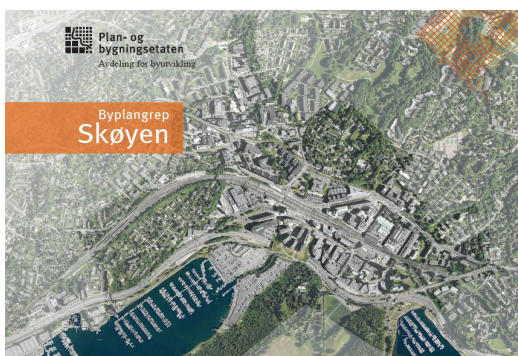 Plan- og
bygningsetaten
Avdeling for byutvikling
Byplangrep
Skøyen